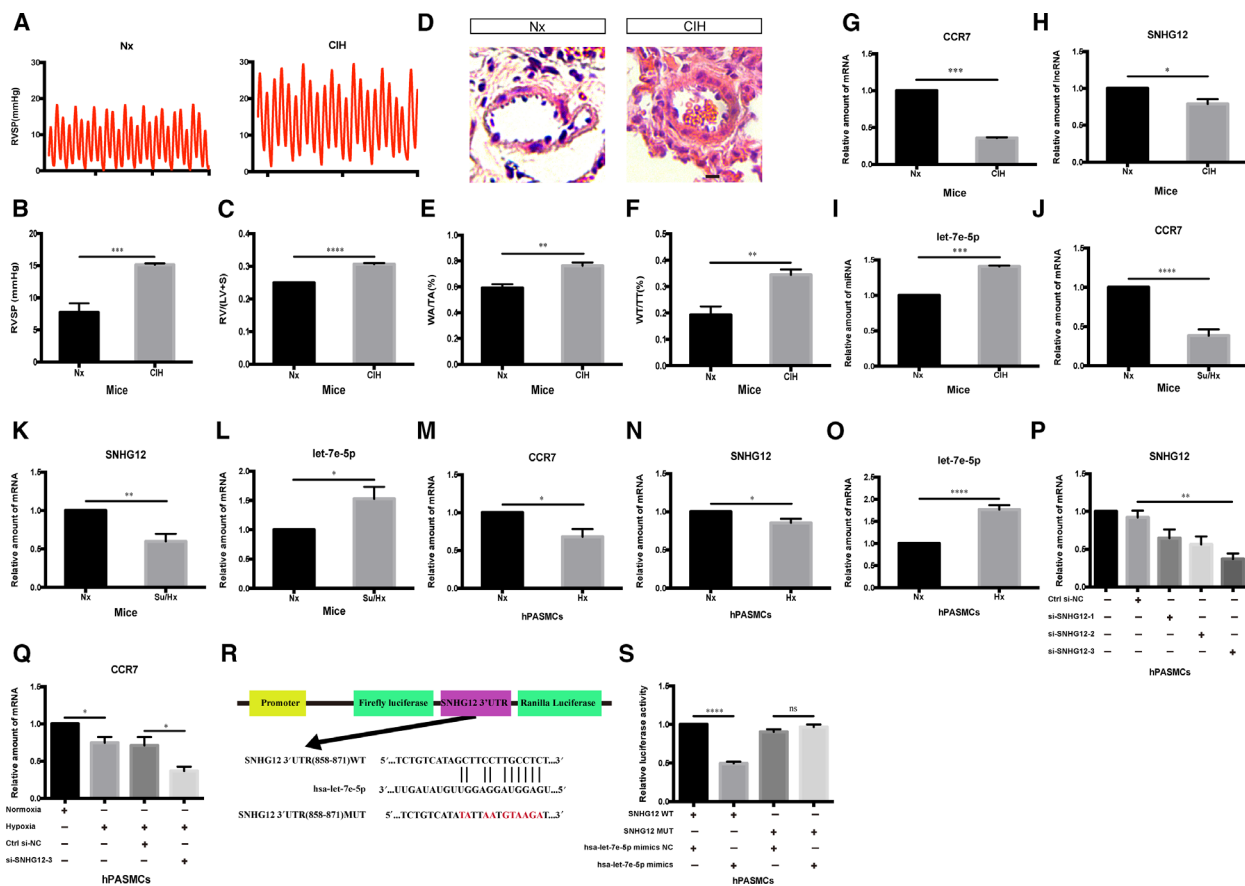 A
Nx
CIH
RVSP(mmHg)
30
20
10
0
30
20
10
0
D
Nx
CIH
G
CCR7
Relative amount of mRNA
1.5
1.0
0.5
0.0
***
Nx
CIH
Mice
H
SNHG12
Relative amount of lncRNA
1.5
1.0
0.5
0.0
*
Nx
CIH
Mice
B
RVSP (mmHg)
20
15
10
5
0
***
Nx
CIH
Mice
C
RV/(LV+S)
0.4
0.3
0.2
0.1
0.0
****
Nx
CIH
Mice
E
WA/TA(%)
1.0
0.8
0.6
0.4
0.2
0.0
**
Nx
CIH
Mice
F
WT/TT(%)
0.5
0.4
0.3
0.2
0.1
0.0
**
Nx
CIH
Mice
I
let-7e-5p
Relative amount of miRNA
1.5
1.0
0.5
0.0
***
Nx
CIH
Mice
J
CCR7
Relative amount of mRNA
1.5
1.0
0.5
0.0
****
Nx
Su/Hx
Mice
K
SNHG12
Relative amount of mRNA
1.5
1.0
0.5
0.0
**
Nx
Su/Hx
Mice
L
let-7e-5p
Relative amount of mRNA
2.0
1.5
1.0
0.5
0.0
*
Nx
Su/Hx
Mice
M
CCR7
Relative amount of mRNA
1.5
1.0
0.5
0.0
*
Nx
Hx
hPASMCs
N
SNHG12
Relative amount of mRNA
1.5
1.0
0.5
0.0
*
Nx
Hx
hPASMCs
O
let-7e-5p
Relative amount of mRNA
2.5
2.0
1.5
1.0
0.5
0.0
****
Nx
Hx
hPASMCs
P
SNHG12
Relative amount of mRNA
1.5
1.0
0.5
0.0
**
Ctrl si-NC − + − − −
si-SNHG12-1 − − + − −
si-SNHG12-2 − − − + −
si-SNHG12-3 − − − − +
hPASMCs
Q
CCR7
Relative amount of mRNA
1.5
1.0
0.5
0.0
* *
Normoxia + − − −
Hypoxia − + + +
Ctrl si-NC − − + −
si-SNHG12-3 − − − +
hPASMCs
R
Promoter
Firefly luciferase
SNHG12 3'UTR
Ranilla Luciferase
SNHG12 3'UTR(858-871)WT 5'...TCTGTCATAGCTTCCTTGCCTCT...3'
hsa-let-7e-5p 3'...UUGAUAUGUUGGAGGAUGGAGU...5'
SNHG12 3'UTR(858-871)MUT 5'...TCTGTCATATATTAATGTAAGAT...3'
S
Relative luciferase activity
1.5
1.0
0.5
0.0
**** ns
SNHG12 WT + + − −
SNHG12 MUT − − + +
hsa-let-7e-5p mimics NC + − + −
hsa-let-7e-5p mimics − + − +
hPASMCs